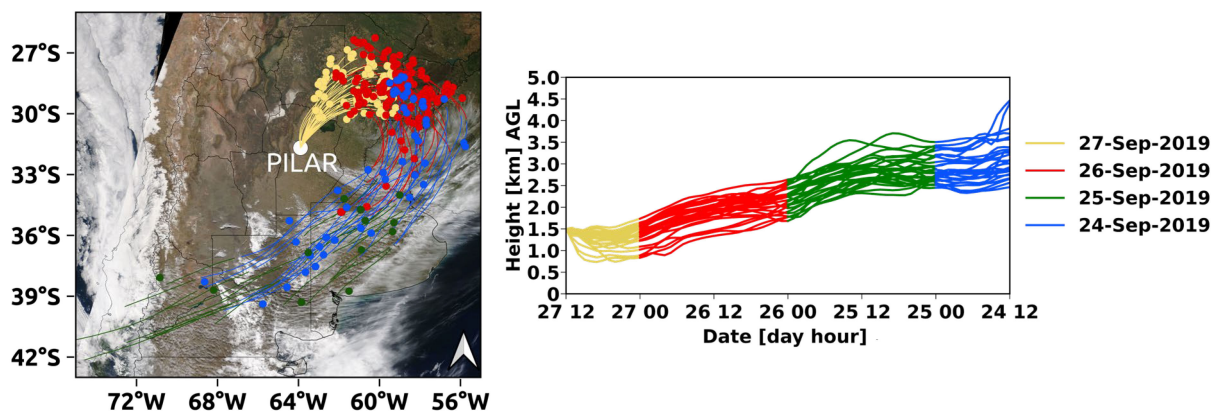 27°S
30°S
33°S
36°S
39°S
42°S
72°W 68°W 64°W 60°W 56°W
PILAR
Height [km] AGL
5.0
4.5
4.0
3.5
3.0
2.5
2.0
1.5
1.0
0.5
0
27 12 27 00 26 12 26 00 25 12 25 00 24 12
Date [day hour]
27-Sep-2019
26-Sep-2019
25-Sep-2019
24-Sep-2019